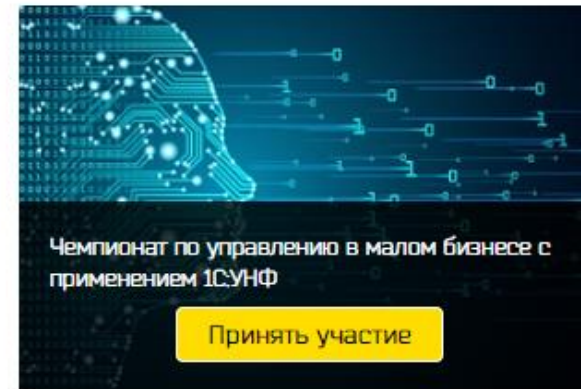 Чемпионат по управлению в малом бизнесе с
применением 1С:УНФ
Принять участие